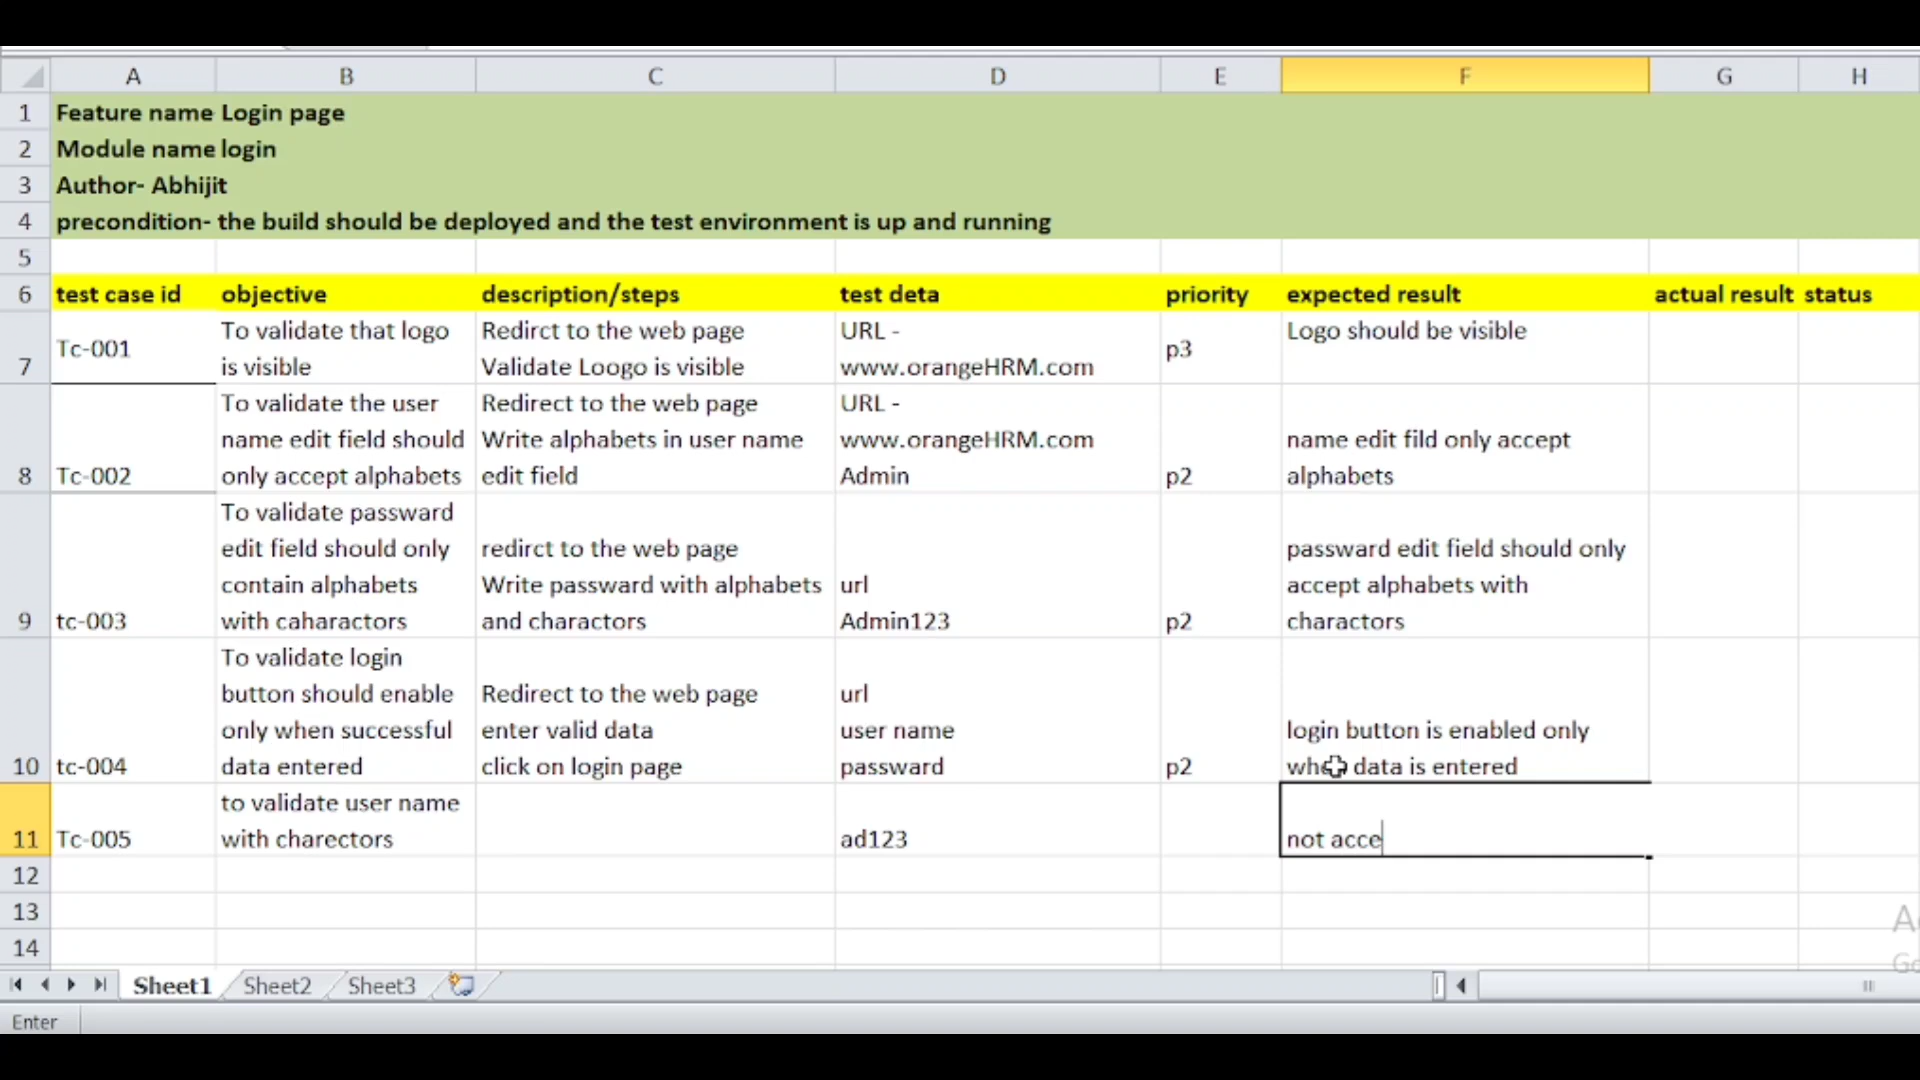 A B C D E F G H
1 Feature name Login page
2 Module name login
3 Author- Abhijit
4 precondition- the build should be deployed and the test environment is up and running
5
6 test case id objective description/steps test deta priority expected result actual result status
To validate that logo Redirct to the web page URL - Logo should be visible
Tc-001 p3
7 is visible Validate Loogo is visible www.orangeHRM.com
To validate the user Redirect to the web page URL -
name edit field should Write alphabets in user name www.orangeHRM.com name edit fild only accept
8 Tc-002 only accept alphabets edit field Admin p2 alphabets
To validate passward
edit field should only redirct to the web page passward edit field should only
contain alphabets Write passward with alphabets url accept alphabets with
9 tc-003 with caharactors and charactors Admin123 p2 charactors
To validate login
button should enable Redirect to the web page url
only when successful enter valid data user name login button is enabled only
10 tc-004 data entered click on login page passward p2 data is entered
to validate user name
11 Tc-005 with charectors ad123 not acce
12
13
14
Sheet1 Sheet2 Sheet3
Enter